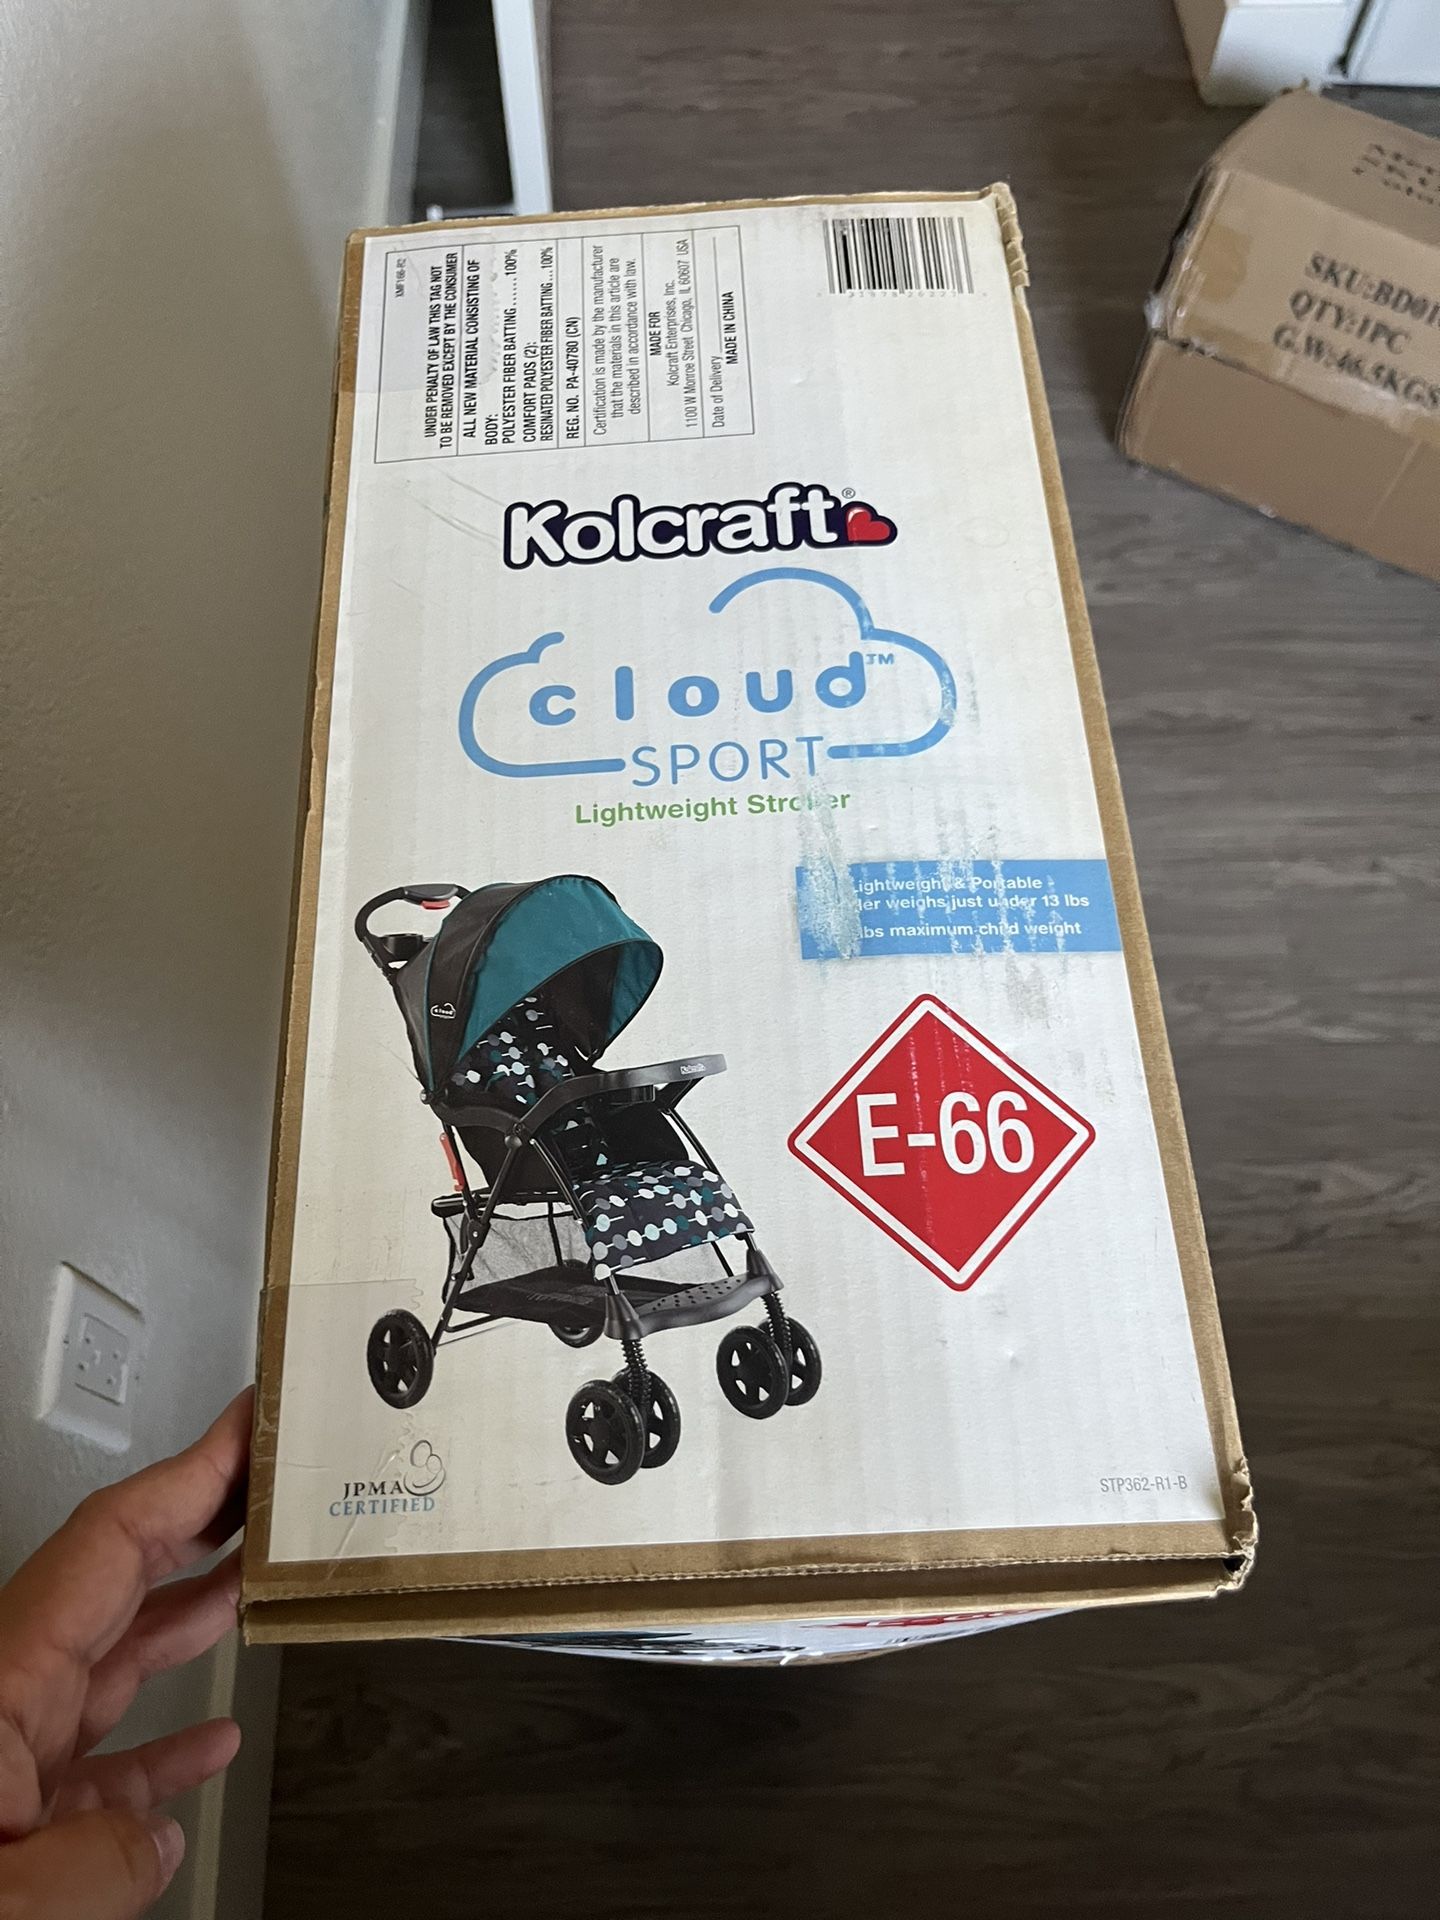 XMF166-R2
UNDER PENALTY OF LAW THIS TAG NOT
TO BE REMOVED EXCEPT BY THE CONSUMER
ALL NEW MATERIAL CONSISTING OF
BODY:
POLYESTER FIBER BATTING......100%
COMFORT PADS (2):
RESINATED POLYESTER FIBER BATTING...100%
REG. NO. PA-40780 (CN)
Certification is made by the manufacturer
that the materials in this article are
described in accordance with law.
MADE FOR
Kolcraft Enterprises, Inc.
1100 W Monroe Street Chicago, IL 60607 USA
Date of Delivery
MADE IN CHINA
Kolcraft®
cloud™
SPORT
Lightweight Stroller
Lightweight & Portable
weighs just under 13 lbs
lbs maximum child weight
cloud
Kolcraft
E-66
JPMA
CERTIFIED
STP362-R1-B
QTY:1PC
G.W:46.5KGS